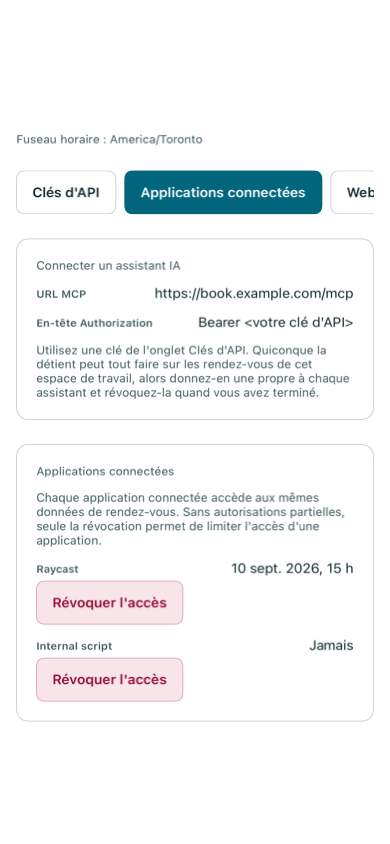 Fuseau horaire : America/Toronto
Clés d'API
Applications connectées
Web
Connecter un assistant IA
URL MCP
https://book.example.com/mcp
En-tête Authorization
Bearer <votre clé d'API>
Utilisez une clé de l'onglet Clés d'API. Quiconque la
détient peut tout faire sur les rendez-vous de cet
espace de travail, alors donnez-en une propre à chaque
assistant et révoquez-la quand vous avez terminé.
Applications connectées
Chaque application connectée accède aux mêmes
données de rendez-vous. Sans autorisations partielles,
seule la révocation permet de limiter l'accès d'une
application.
Raycast
10 sept. 2026, 15 h
Révoquer l'accès
Internal script
Jamais
Révoquer l'accès